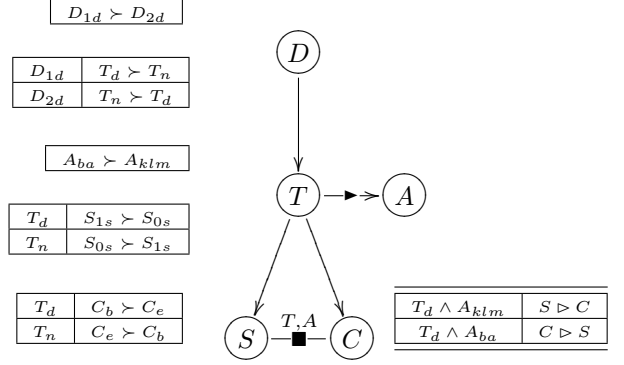 D_{1d} ≻ D_{2d}
D_{1d} T_d ≻ T_n
D_{2d} T_n ≻ T_d
A_{ba} ≻ A_{klm}
T_d S_{1s} ≻ S_{0s}
T_n S_{0s} ≻ S_{1s}
T_d C_b ≻ C_e
T_n C_e ≻ C_b
D
T
A
T,A
S
C
T_d ∧ A_{klm} S ▷ C
T_d ∧ A_{ba} C ▷ S